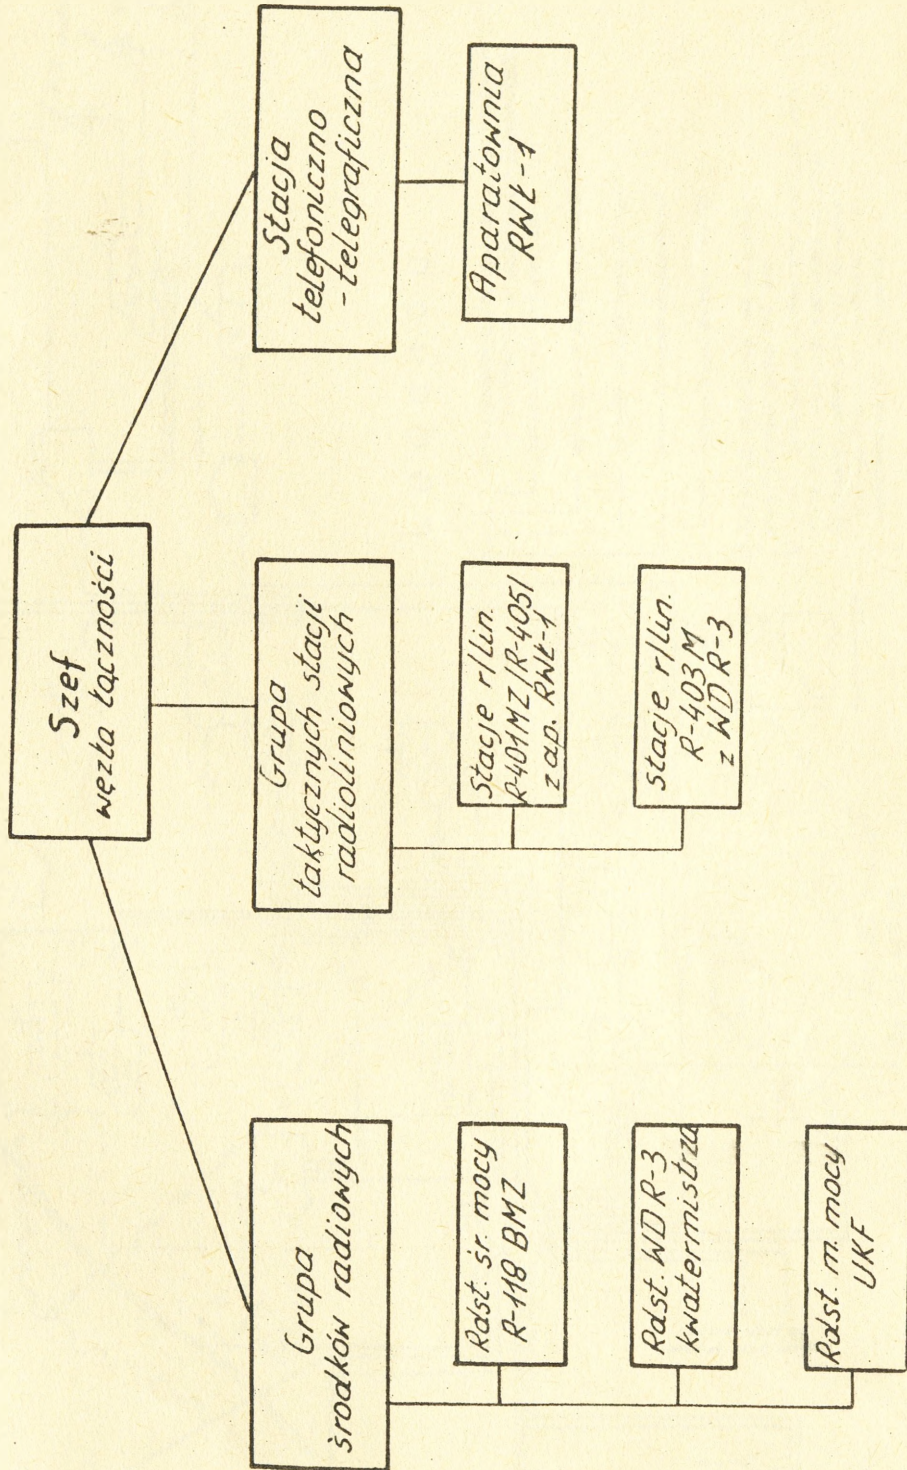 Szef
węzła łączności
Grupa
środków radiowych
Rdst. śr. mocy
R-118 BMZ
Rdst. WD R-3
kwatermistrza
Rdst. m. mocy
UKF
Grupa
taktycznych stacji
radioliniowych
Stacje r/lin.
R-401MZ/R-405/
z ap. RWŁ-1
Stacje r/lin.
R-403 M
z WD R-3
Stacja
telefoniczno
-telegraficzna
Aparatownia
RWŁ-1